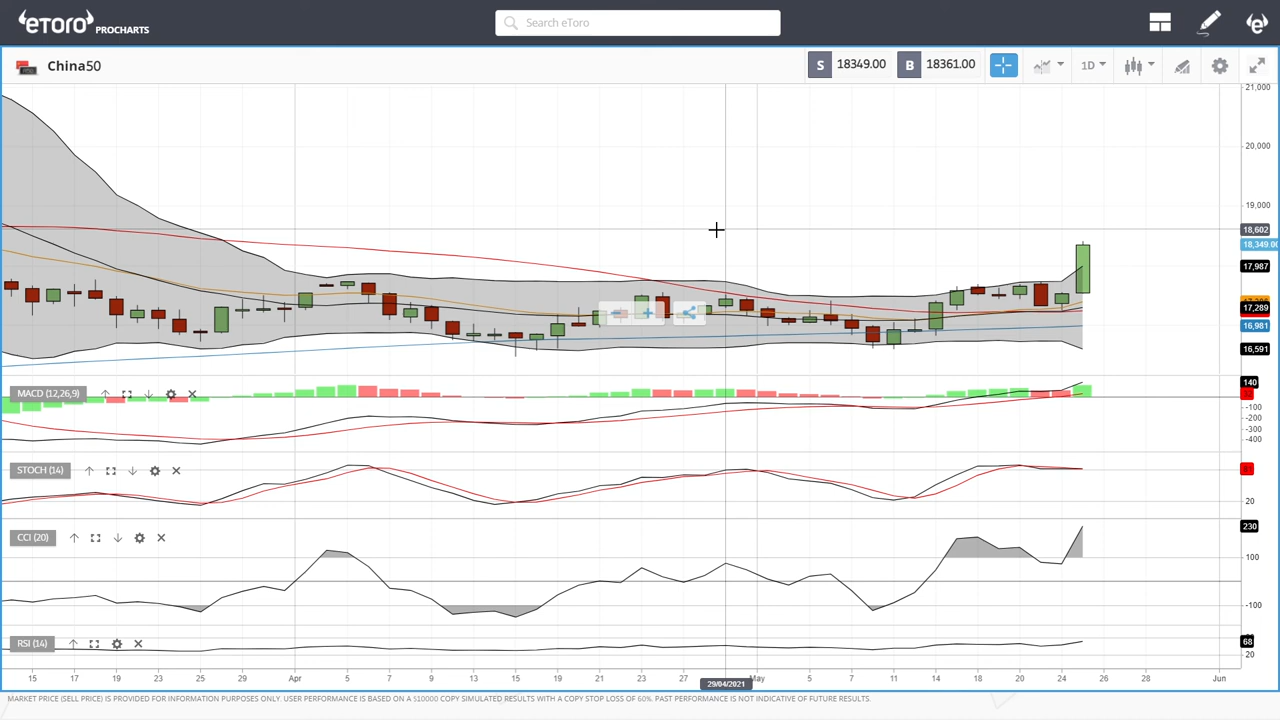 eToro PROCHARTS
Search eToro
China50
S 18349.00 B 18361.00
1D
21,000
20,000
19,000
18,602
18,349.00
17,987
17,289
16,981
16,591
MACD (12,26,9)
140
-100
-200
-300
-400
STOCH (14)
20
CCI (20)
230
100
-100
RSI (14)
68
20
15 17 19 23 25 29 Apr 5 7 9 13 15 19 21 23 27 29/04/2021 May 5 7 11 14 18 20 24 26 28 Jun
MARKET PRICE (SELL PRICE) IS PROVIDED FOR INFORMATION PURPOSES ONLY. USER PERFORMANCE IS BASED ON A $10000 COPY SIMULATED RESULTS WITH A COPY STOP LOSS OF 60%. PAST PERFORMANCE IS NOT INDICATIVE OF FUTURE RESULTS.